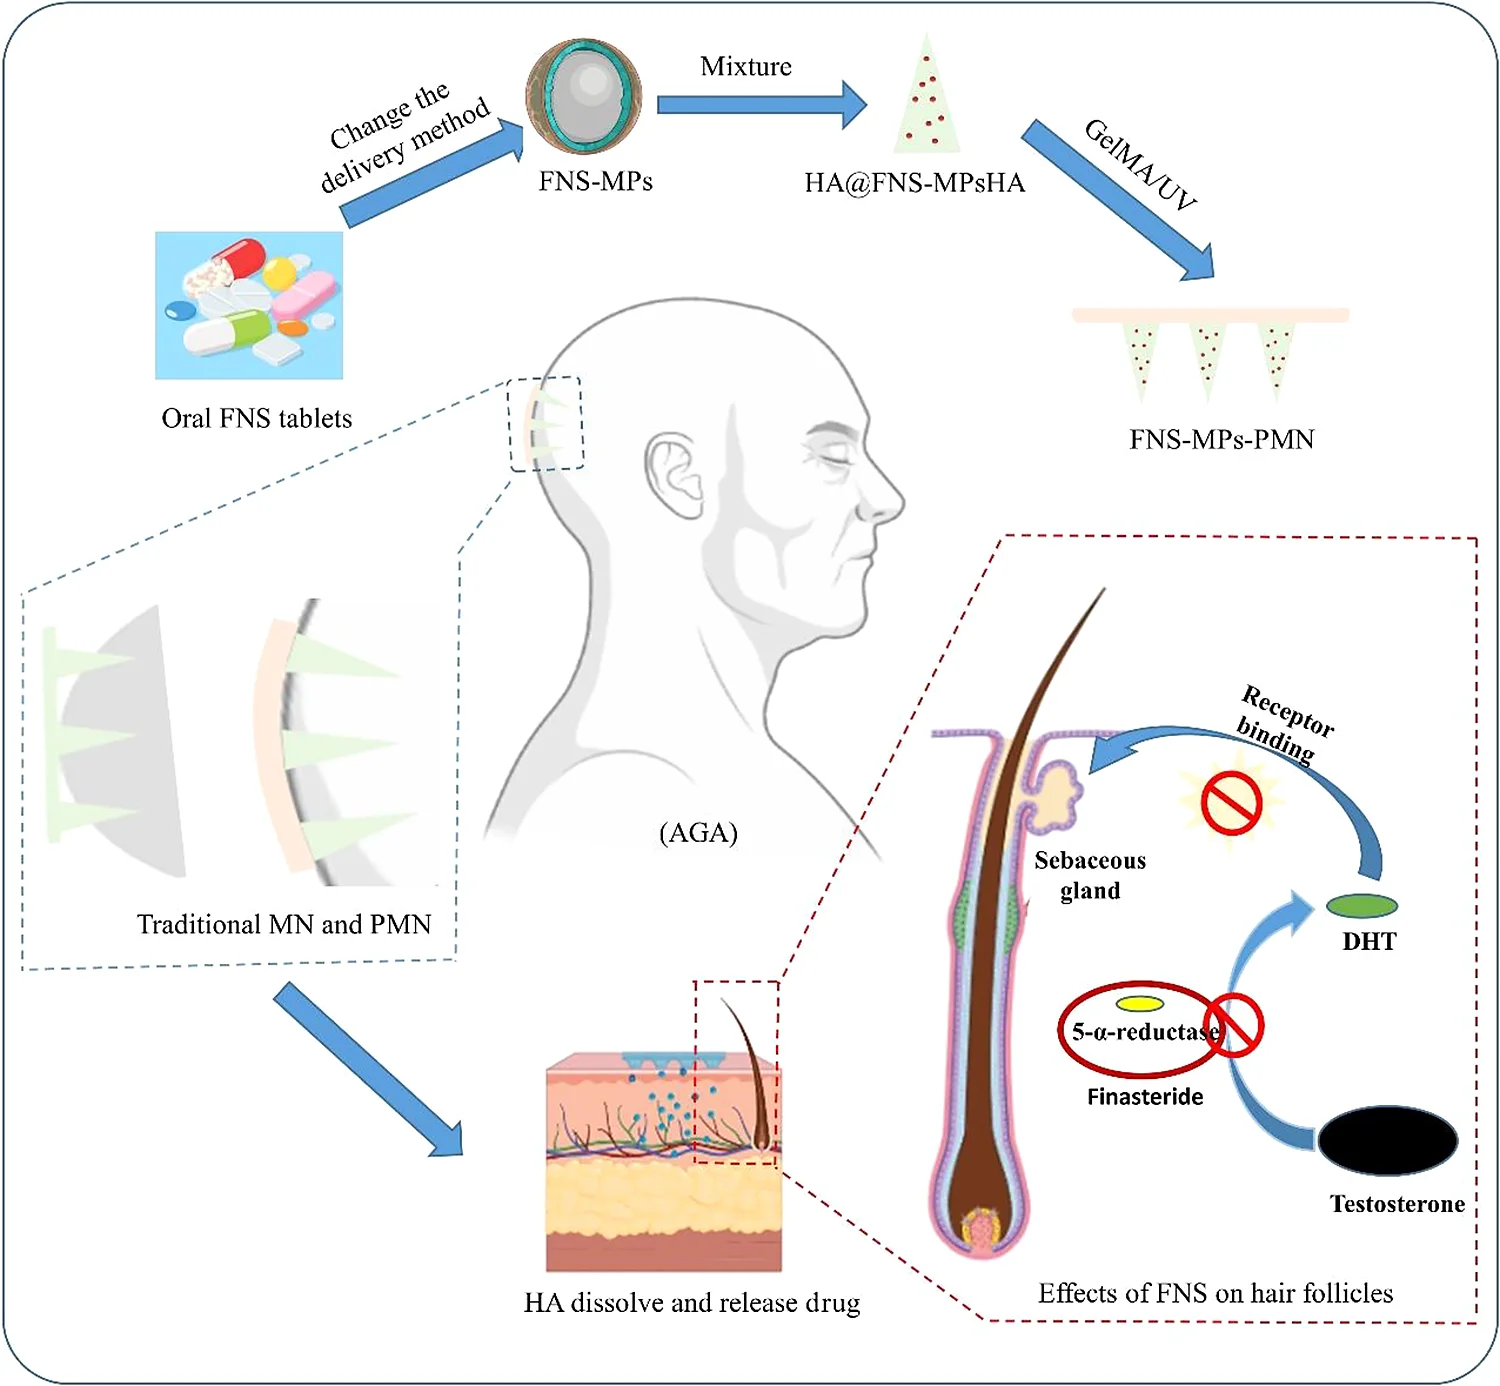 Change the
delivery method
FNS-MPs
Mixture
HA@FNS-MPsHA
GelMA/UV
Oral FNS tablets
FNS-MPs-PMN
(AGA)
Traditional MN and PMN
HA dissolve and release drug
Receptor
binding
Sebaceous
gland
DHT
5-α-reductase
Finasteride
Testosterone
Effects of FNS on hair follicles